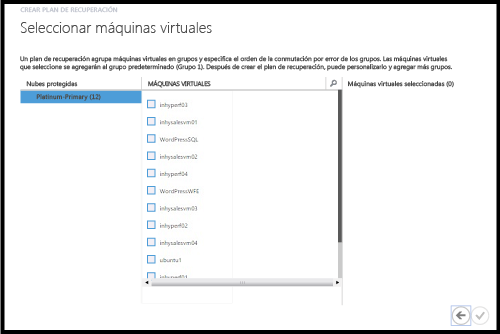 CREAR PLAN DE RECUPERACIÓN
Seleccionar máquinas virtuales
Un plan de recuperación agrupa máquinas virtuales en grupos y especifica el orden de la conmutación por error de los grupos. Las máquinas virtuales
que seleccione se agregarán al grupo predeterminado (Grupo 1). Después de crear el plan de recuperación, puede personalizarlo y agregar más grupos.
Nubes protegidas
MÁQUINAS VIRTUALES
Máquinas virtuales seleccionadas (0)
Platinum-Primary (12)
inhyperf03
inhysalesvm01
WordPressSQL
inhysalesvm02
inhyperf04
WordPressWFE
inhysalesvm03
inhyperf02
inhysalesvm04
ubuntu1
inhyperf01